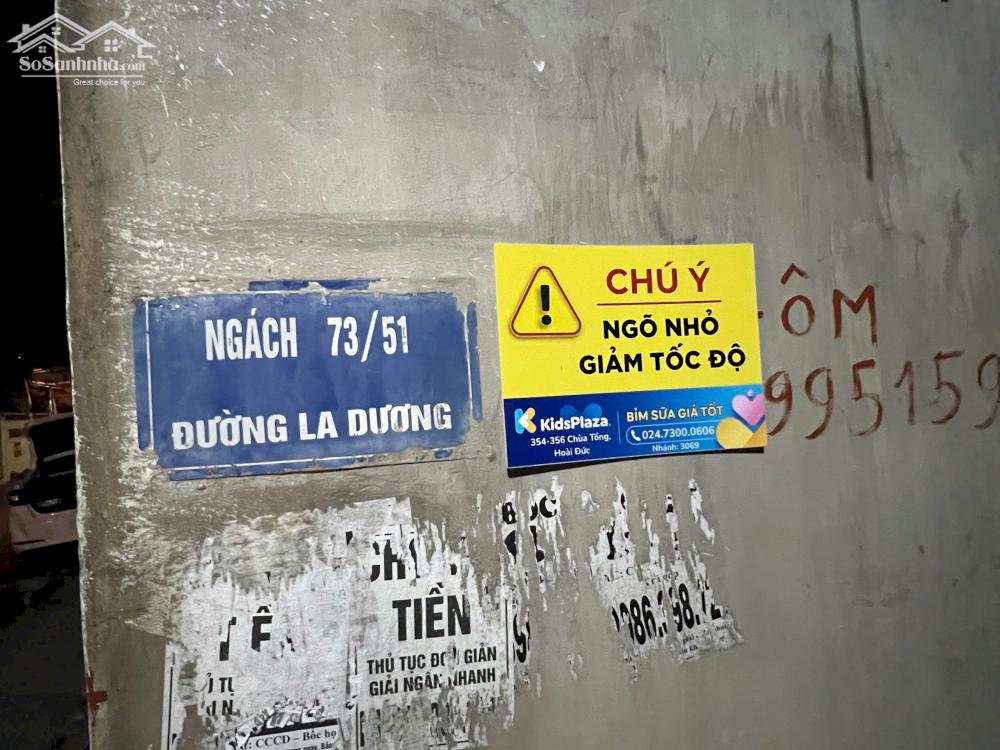 SoSanhnha.com
Great choice for you
NGÁCH 73/51
ĐƯỜNG LA DƯƠNG
CHÚ Ý
NGÕ NHỎ
GIẢM TỐC ĐỘ
KidsPlaza
354-356 Chùa Tổng,
Hoài Đức
BỈM SỮA GIÁ TỐT
024.7300.0606
Nhánh: 3069
ÔM
995159
TIỀN
THỦ TỤC GIẢN
GIẢI NGÂN NHANH
CCCD – Bốc họ